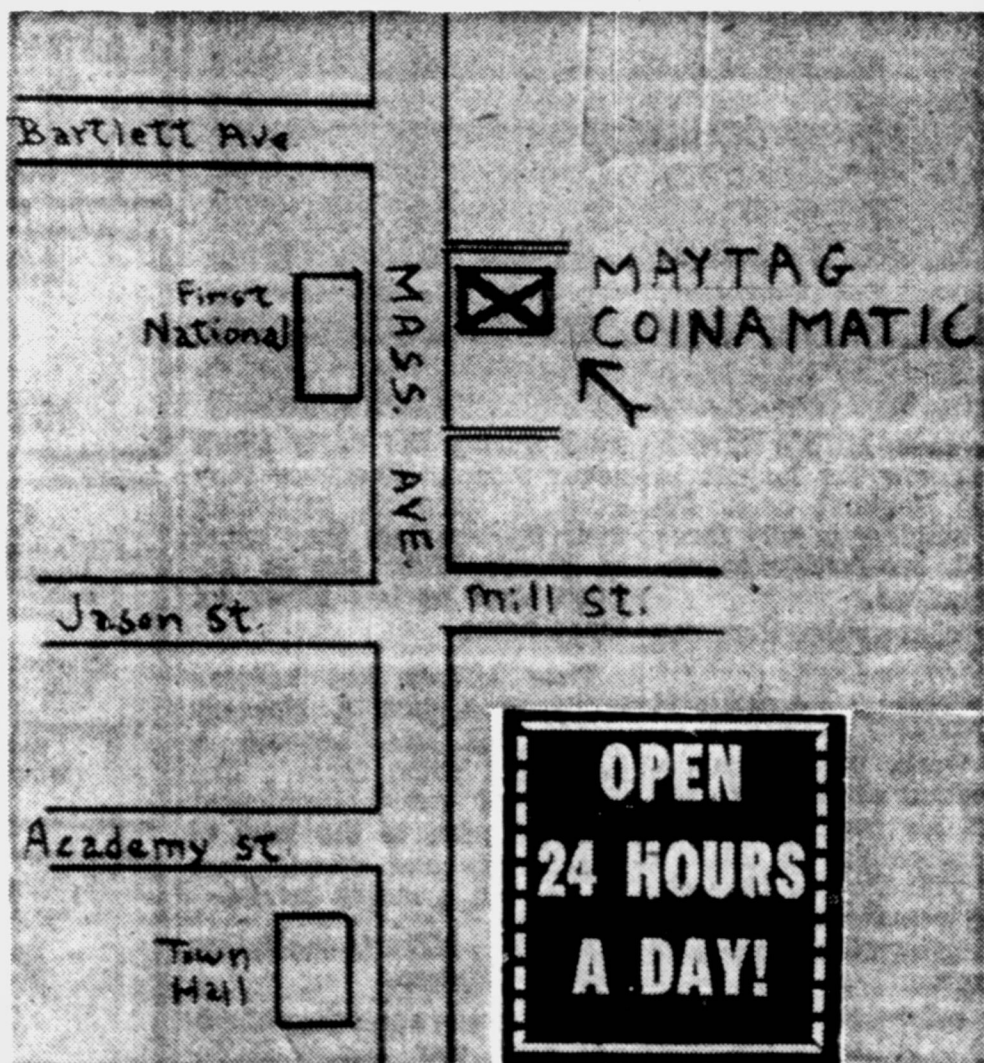 Bartlett Ave
First
National
MASS. AVE.
MAYTAG
COINAMATIC
Jason st.
Mill St.
Academy st
Town
Hall
OPEN
24 HOURS
A DAY!